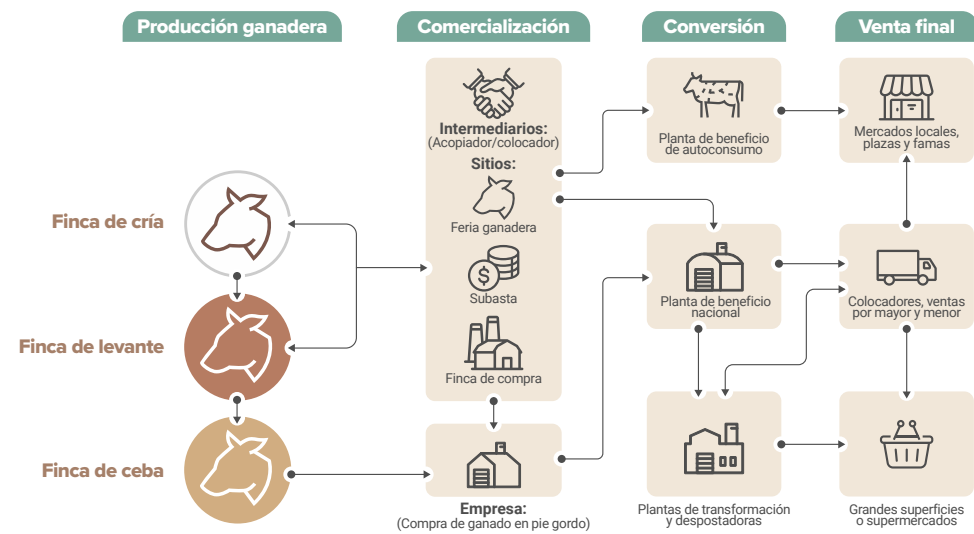 Producción ganadera
Comercialización
Conversión
Venta final
Finca de cría
Finca de levante
Finca de ceba
Intermediarios:
(Acopiador/colocador)
Sitios:
Feria ganadera
$
Subasta
Finca de compra
Empresa:
(Compra de ganado en pie gordo)
Planta de beneficio
de autoconsumo
Planta de beneficio
nacional
Plantas de transformación
y despostadoras
Mercados locales,
plazas y famas
Colocadores, ventas
por mayor y menor
Grandes superficies
o supermercados